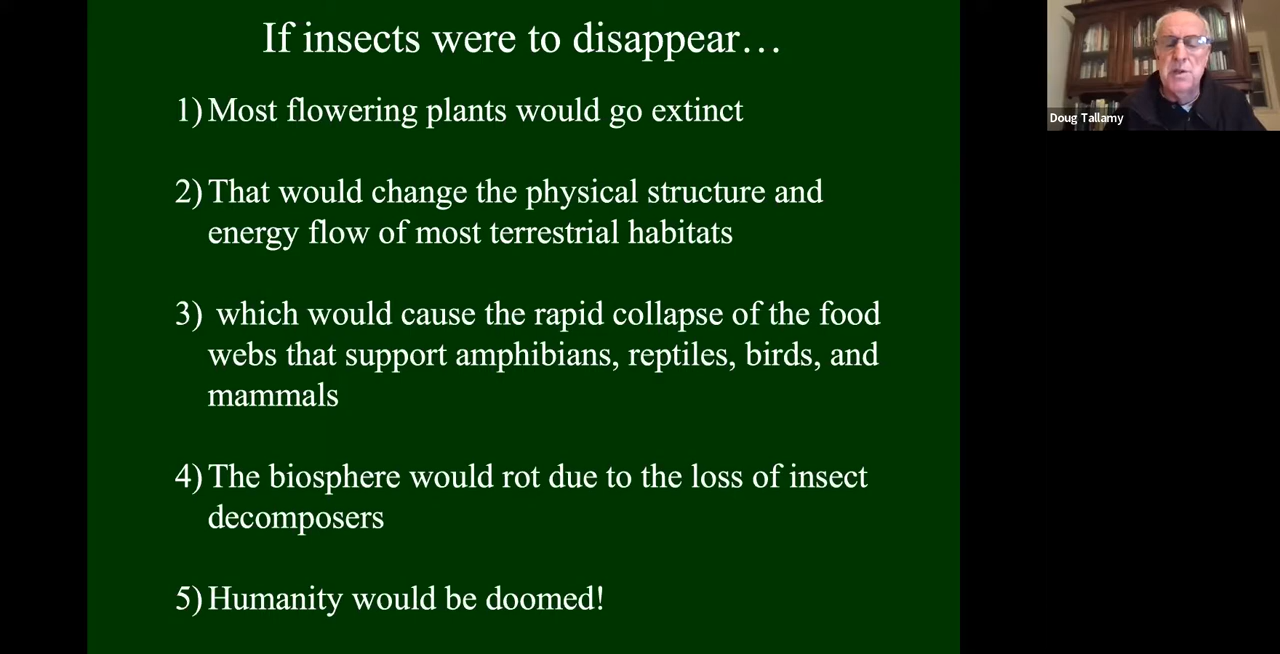 If insects were to disappear…
1) Most flowering plants would go extinct
2) That would change the physical structure and
energy flow of most terrestrial habitats
3) which would cause the rapid collapse of the food
webs that support amphibians, reptiles, birds, and
mammals
4) The biosphere would rot due to the loss of insect
decomposers
5) Humanity would be doomed!
Doug Tallamy